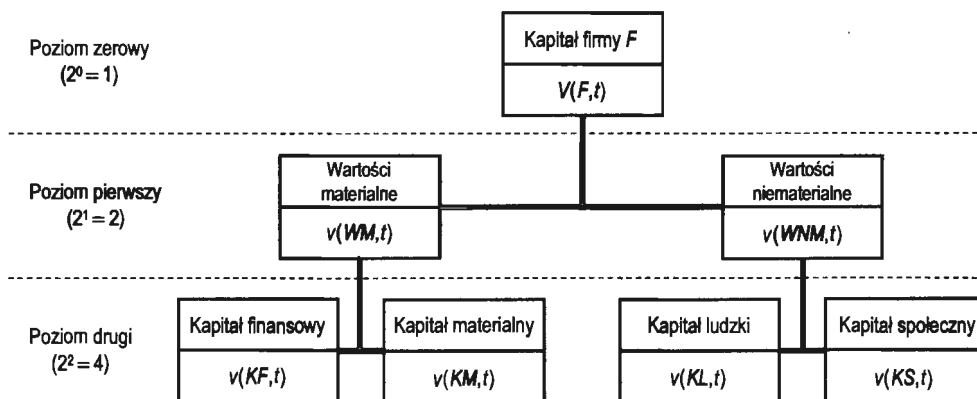 Poziom zerowy
(2⁰ = 1)
Kapitał firmy F
V(F,t)
Poziom pierwszy
(2¹ = 2)
Wartości
materialne
v(WM,t)
Wartości
niematerialne
v(WNM,t)
Poziom drugi
(2² = 4)
Kapitał finansowy
v(KF,t)
Kapitał materialny
v(KM,t)
Kapitał ludzki
v(KL,t)
Kapitał społeczny
v(KS,t)